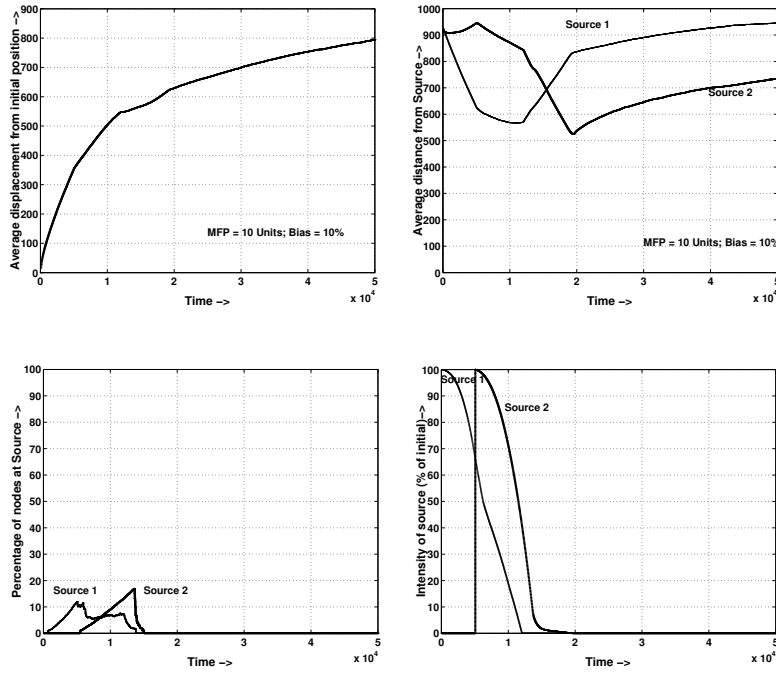 900
800
700
600
500
400
300
200
100
0
Average displacement from initial position −>
MFP = 10 Units; Bias = 10%
0 1 2 3 4 5
x 10^4
Time −>
1000
900
800
700
600
500
400
300
200
100
0
Average distance from Source −>
Source 1
Source 2
MFP = 10 Units; Bias = 10%
0 1 2 3 4 5
x 10^4
Time −>
100
90
80
70
60
50
40
30
20
10
0
Percentage of nodes at Source −>
Source 1
Source 2
0 1 2 3 4 5
x 10^4
Time −>
100
90
80
70
60
50
40
30
20
10
0
Intensity of source (% of initial)−>
Source 1
Source 2
0 1 2 3 4 5
x 10^4
Time −>